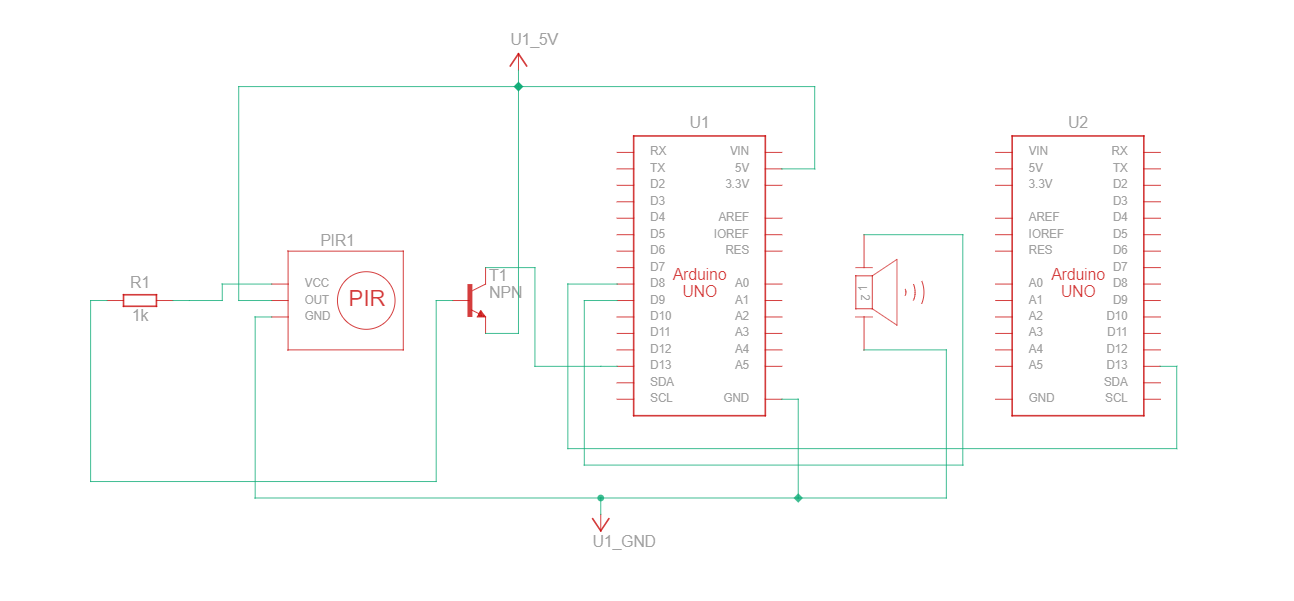 U1_5V
U1
U2
RX VIN
TX 5V
D2 3.3V
D3
D4 AREF
D5 IOREF
D6 RES
D7
D8 A0
D9 A1
D10 A2
D11 A3
D12 A4
D13 A5
SDA
SCL GND
Arduino
UNO
VIN RX
5V TX
3.3V D2
D3
AREF D4
IOREF D5
RES D6
D7
A0 D8
A1 D9
A2 D10
A3 D11
A4 D12
A5 D13
SDA
GND SCL
Arduino
UNO
PIR1
VCC
OUT
GND
PIR
R1
1k
T1
NPN
U1_GND